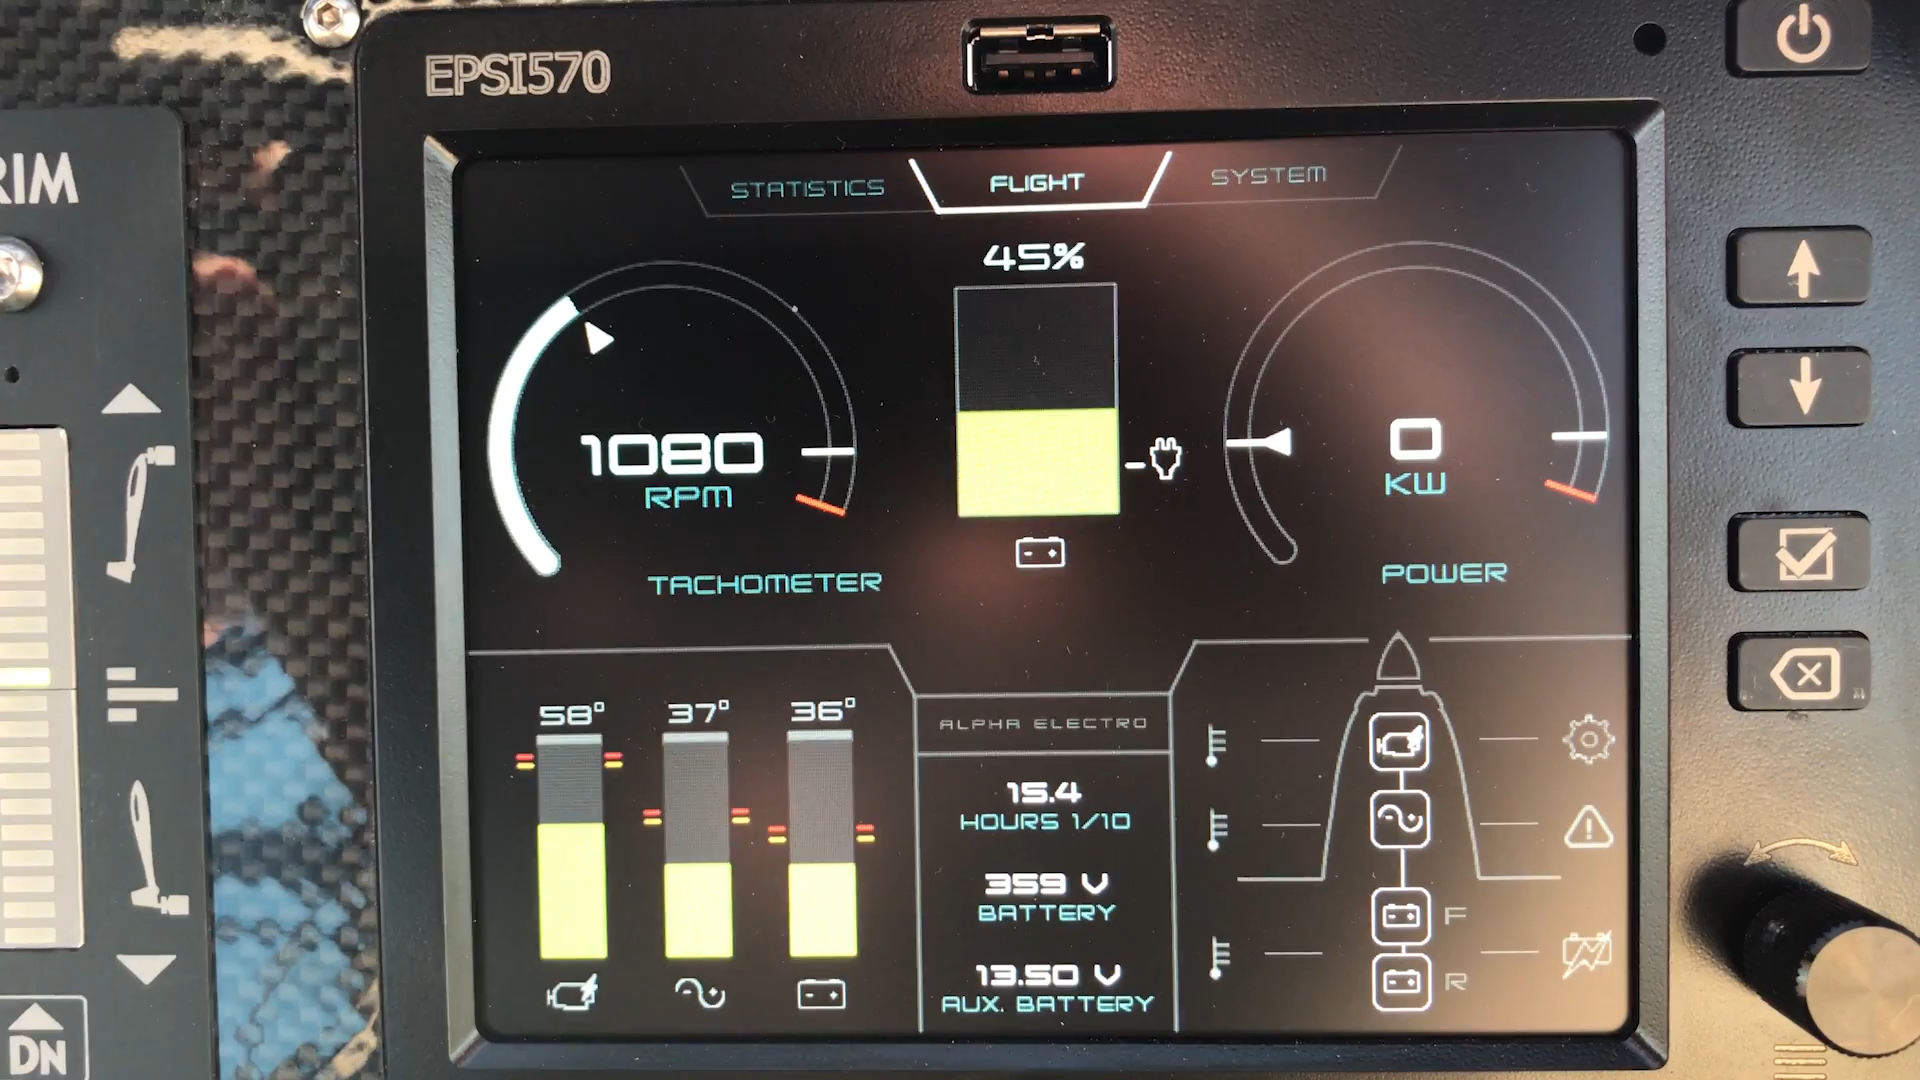 EPSI570
RIM
STATISTICS
FLIGHT
SYSTEM
45%
1080
RPM
TACHOMETER
0
KW
POWER
58°
37°
36°
ALPHA ELECTRO
15.4
HOURS 1/10
359 V
BATTERY
13.50 V
AUX. BATTERY
F
R
DN